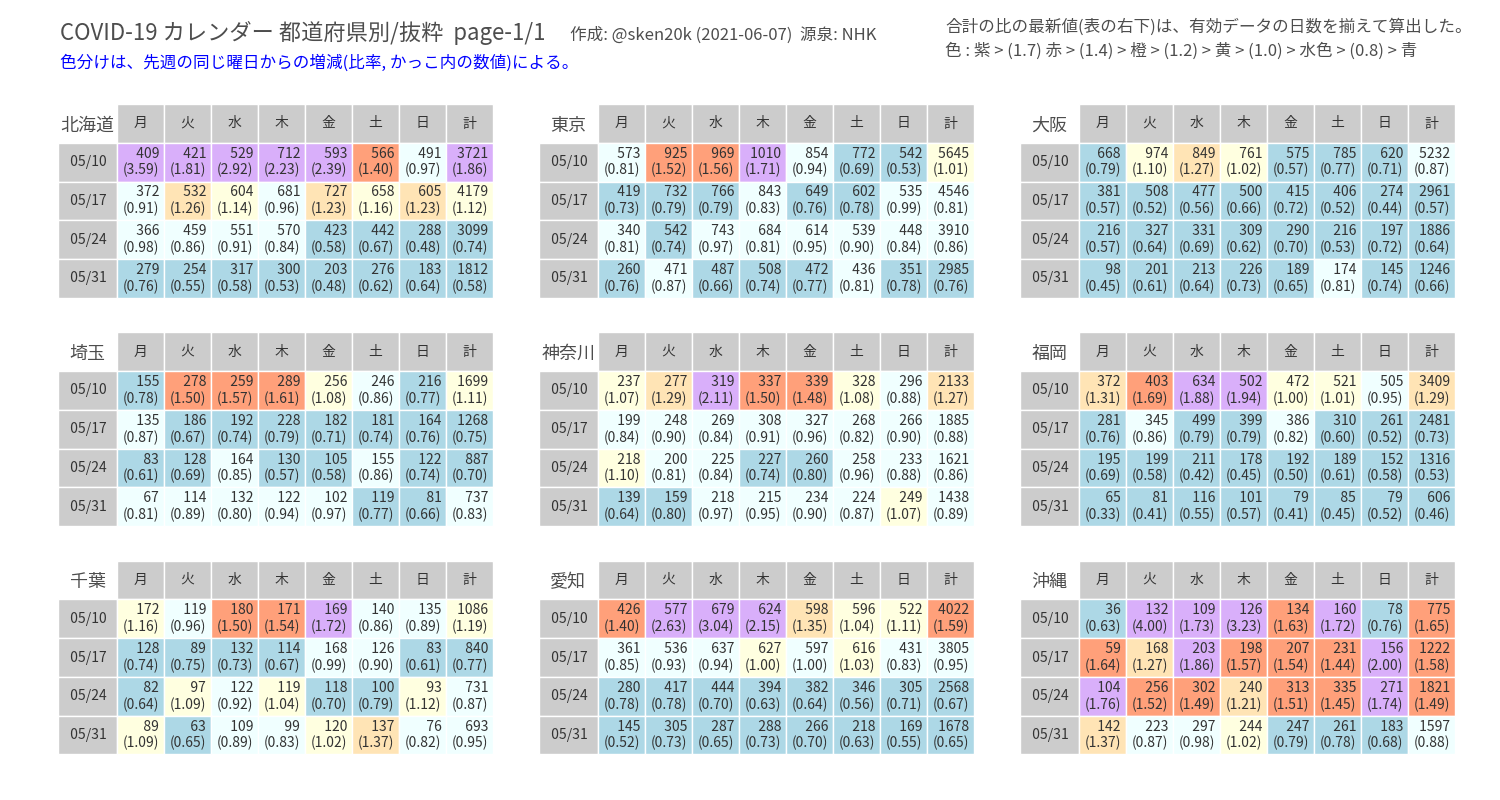 COVID-19 カレンダー 都道府県別/抜粋 page-1/1 作成: @sken20k (2021-06-07) 源泉: NHK
色分けは、先週の同じ曜日からの増減(比率, かっこ内の数値)による。
合計の比の最新値(表の右下)は、有効データの日数を揃えて算出した。
色 : 紫 > (1.7) 赤 > (1.4) > 橙 > (1.2) > 黄 > (1.0) > 水色 > (0.8) > 青
北海道 月 火 水 木 金 土 日 計
05/10 409 421 529 712 593 566 491 3721
(3.59) (1.81) (2.92) (2.23) (2.39) (1.40) (0.97) (1.86)
05/17 372 532 604 681 727 658 605 4179
(0.91) (1.26) (1.14) (0.96) (1.23) (1.16) (1.23) (1.12)
05/24 366 459 551 570 423 442 288 3099
(0.98) (0.86) (0.91) (0.84) (0.58) (0.67) (0.48) (0.74)
05/31 279 254 317 300 203 276 183 1812
(0.76) (0.55) (0.58) (0.53) (0.48) (0.62) (0.64) (0.58)
東京 月 火 水 木 金 土 日 計
05/10 573 925 969 1010 854 772 542 5645
(0.81) (1.52) (1.56) (1.71) (0.94) (0.69) (0.53) (1.01)
05/17 419 732 766 843 649 602 535 4546
(0.73) (0.79) (0.79) (0.83) (0.76) (0.78) (0.99) (0.81)
05/24 340 542 743 684 614 539 448 3910
(0.81) (0.74) (0.97) (0.81) (0.95) (0.90) (0.84) (0.86)
05/31 260 471 487 508 472 436 351 2985
(0.76) (0.87) (0.66) (0.74) (0.77) (0.81) (0.78) (0.76)
大阪 月 火 水 木 金 土 日 計
05/10 668 974 849 761 575 785 620 5232
(0.79) (1.10) (1.27) (1.02) (0.57) (0.77) (0.71) (0.87)
05/17 381 508 477 500 415 406 274 2961
(0.57) (0.52) (0.56) (0.66) (0.72) (0.52) (0.44) (0.57)
05/24 216 327 331 309 290 216 197 1886
(0.57) (0.64) (0.69) (0.62) (0.70) (0.53) (0.72) (0.64)
05/31 98 201 213 226 189 174 145 1246
(0.45) (0.61) (0.64) (0.73) (0.65) (0.81) (0.74) (0.66)
埼玉 月 火 水 木 金 土 日 計
05/10 155 278 259 289 256 246 216 1699
(0.78) (1.50) (1.57) (1.61) (1.08) (0.86) (0.77) (1.11)
05/17 135 186 192 228 182 181 164 1268
(0.87) (0.67) (0.74) (0.79) (0.71) (0.74) (0.76) (0.75)
05/24 83 128 164 130 105 155 122 887
(0.61) (0.69) (0.85) (0.57) (0.58) (0.86) (0.74) (0.70)
05/31 67 114 132 122 102 119 81 737
(0.81) (0.89) (0.80) (0.94) (0.97) (0.77) (0.66) (0.83)
神奈川 月 火 水 木 金 土 日 計
05/10 237 277 319 337 339 328 296 2133
(1.07) (1.29) (2.11) (1.50) (1.48) (1.08) (0.88) (1.27)
05/17 199 248 269 308 327 268 266 1885
(0.84) (0.90) (0.84) (0.91) (0.96) (0.82) (0.90) (0.88)
05/24 218 200 225 227 260 258 233 1621
(1.10) (0.81) (0.84) (0.74) (0.80) (0.96) (0.88) (0.86)
05/31 139 159 218 215 234 224 249 1438
(0.64) (0.80) (0.97) (0.95) (0.90) (0.87) (1.07) (0.89)
福岡 月 火 水 木 金 土 日 計
05/10 372 403 634 502 472 521 505 3409
(1.31) (1.69) (1.88) (1.94) (1.00) (1.01) (0.95) (1.29)
05/17 281 345 499 399 386 310 261 2481
(0.76) (0.86) (0.79) (0.79) (0.82) (0.60) (0.52) (0.73)
05/24 195 199 211 178 192 189 152 1316
(0.69) (0.58) (0.42) (0.45) (0.50) (0.61) (0.58) (0.53)
05/31 65 81 116 101 79 85 79 606
(0.33) (0.41) (0.55) (0.57) (0.41) (0.45) (0.52) (0.46)
千葉 月 火 水 木 金 土 日 計
05/10 172 119 180 171 169 140 135 1086
(1.16) (0.96) (1.50) (1.54) (1.72) (0.86) (0.89) (1.19)
05/17 128 89 132 114 168 126 83 840
(0.74) (0.75) (0.73) (0.67) (0.99) (0.90) (0.61) (0.77)
05/24 82 97 122 119 118 100 93 731
(0.64) (1.09) (0.92) (1.04) (0.70) (0.79) (1.12) (0.87)
05/31 89 63 109 99 120 137 76 693
(1.09) (0.65) (0.89) (0.83) (1.02) (1.37) (0.82) (0.95)
愛知 月 火 水 木 金 土 日 計
05/10 426 577 679 624 598 596 522 4022
(1.40) (2.63) (3.04) (2.15) (1.35) (1.04) (1.11) (1.59)
05/17 361 536 637 627 597 616 431 3805
(0.85) (0.93) (0.94) (1.00) (1.00) (1.03) (0.83) (0.95)
05/24 280 417 444 394 382 346 305 2568
(0.78) (0.78) (0.70) (0.63) (0.64) (0.56) (0.71) (0.67)
05/31 145 305 287 288 266 218 169 1678
(0.52) (0.73) (0.65) (0.73) (0.70) (0.63) (0.55) (0.65)
沖縄 月 火 水 木 金 土 日 計
05/10 36 132 109 126 134 160 78 775
(0.63) (4.00) (1.73) (3.23) (1.63) (1.72) (0.76) (1.65)
05/17 59 168 203 198 207 231 156 1222
(1.64) (1.27) (1.86) (1.57) (1.54) (1.44) (2.00) (1.58)
05/24 104 256 302 240 313 335 271 1821
(1.76) (1.52) (1.49) (1.21) (1.51) (1.45) (1.74) (1.49)
05/31 142 223 297 244 247 261 183 1597
(1.37) (0.87) (0.98) (1.02) (0.79) (0.78) (0.68) (0.88)